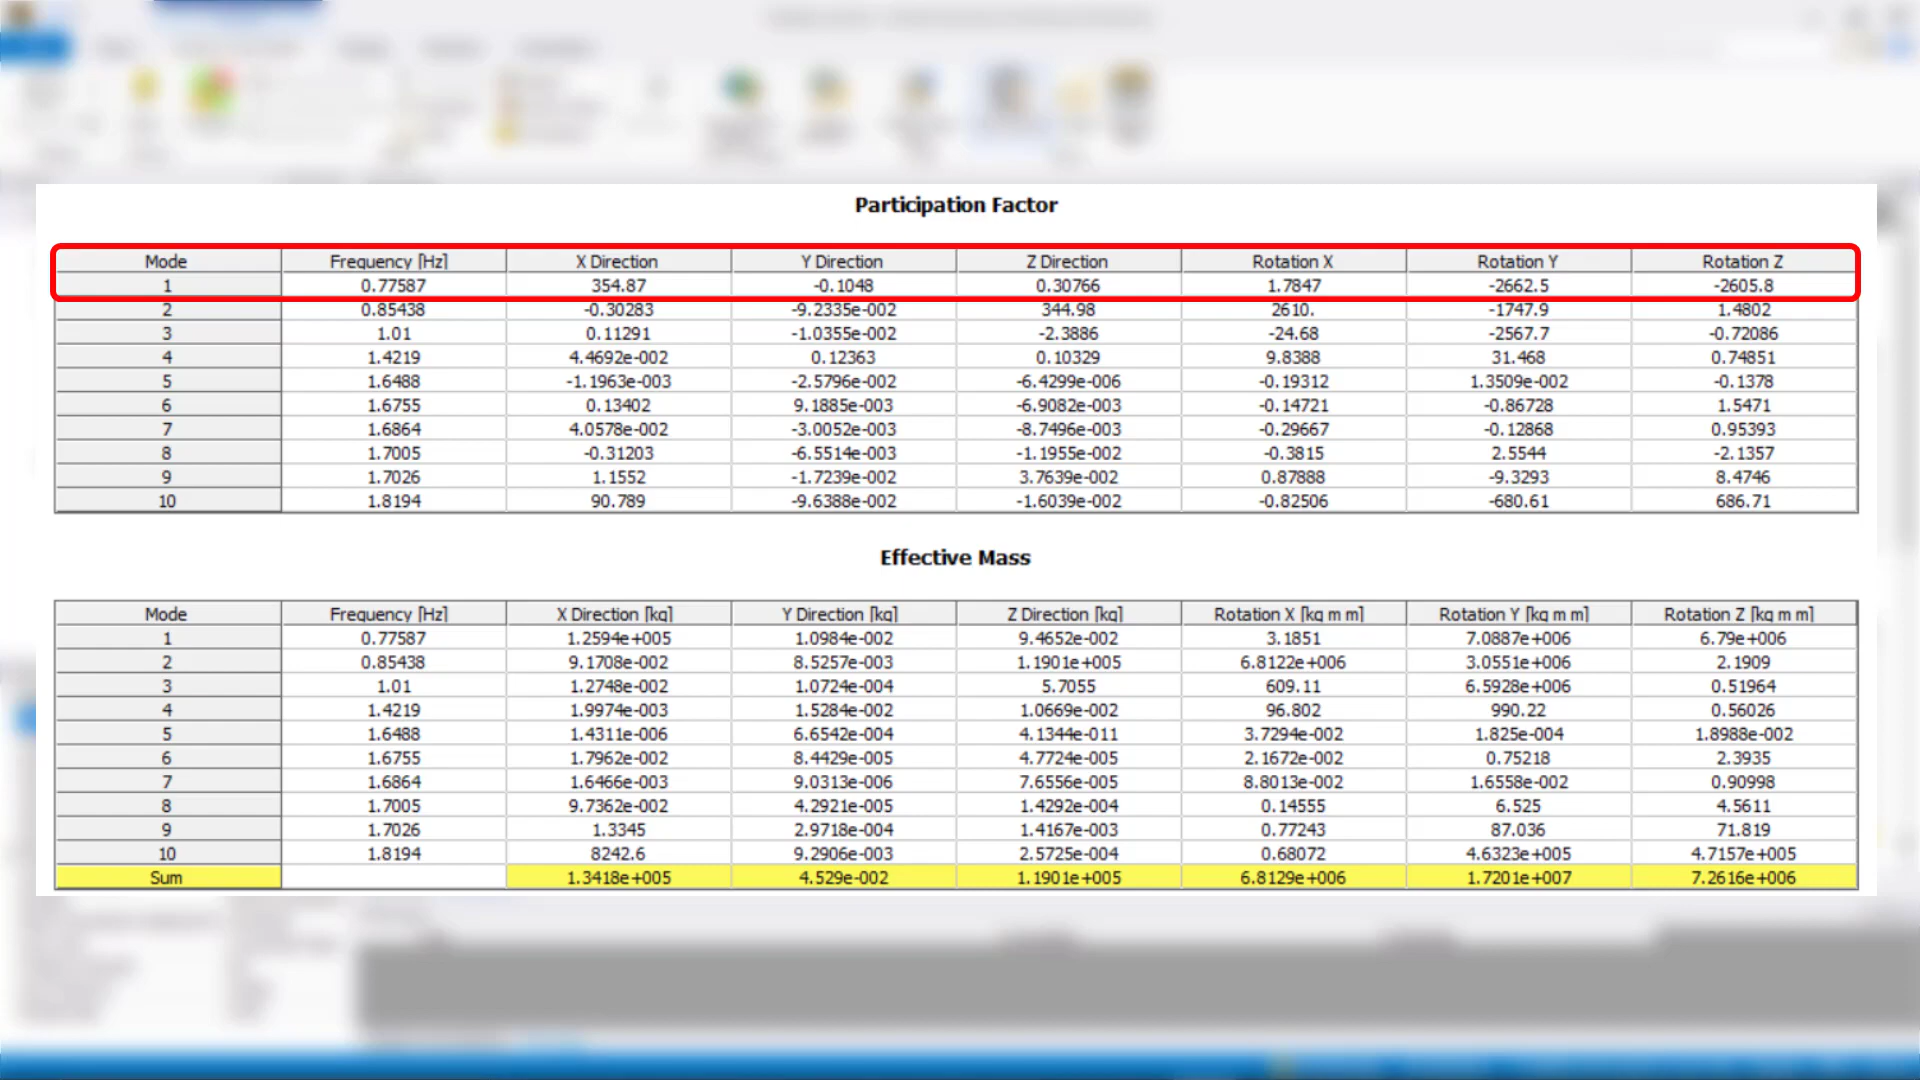 Participation Factor
Mode Frequency [Hz] X Direction Y Direction Z Direction Rotation X Rotation Y Rotation Z
1 0.77587 354.87 -0.1048 0.30766 1.7847 -2662.5 -2605.8
2 0.85438 -0.30283 -9.2335e-002 344.98 2610. -1747.9 1.4802
3 1.01 0.11291 -1.0355e-002 -2.3886 -24.68 -2567.7 -0.72086
4 1.4219 4.4692e-002 0.12363 0.10329 9.8388 31.468 0.74851
5 1.6488 -1.1963e-003 -2.5796e-002 -6.4299e-006 -0.19312 1.3509e-002 -0.1378
6 1.6755 0.13402 9.1885e-003 -6.9082e-003 -0.14721 -0.86728 1.5471
7 1.6864 4.0578e-002 -3.0052e-003 -8.7496e-003 -0.29667 -0.12868 0.95393
8 1.7005 -0.31203 -6.5514e-003 -1.1955e-002 -0.3815 2.5544 -2.1357
9 1.7026 1.1552 -1.7239e-002 3.7639e-002 0.87888 -9.3293 8.4746
10 1.8194 90.789 -9.6388e-002 -1.6039e-002 -0.82506 -680.61 686.71
Effective Mass
Mode Frequency [Hz] X Direction [kg] Y Direction [kg] Z Direction [kg] Rotation X [kg m m] Rotation Y [kg m m] Rotation Z [kg m m]
1 0.77587 1.2594e+005 1.0984e-002 9.4652e-002 3.1851 7.0887e+006 6.79e+006
2 0.85438 9.1708e-002 8.5257e-003 1.1901e+005 6.8122e+006 3.0551e+006 2.1909
3 1.01 1.2748e-002 1.0724e-004 5.7055 609.11 6.5928e+006 0.51964
4 1.4219 1.9974e-003 1.5284e-002 1.0669e-002 96.802 990.22 0.56026
5 1.6488 1.4311e-006 6.6542e-004 4.1344e-011 3.7294e-002 1.825e-004 1.8988e-002
6 1.6755 1.7962e-002 8.4429e-005 4.7724e-005 2.1672e-002 0.75218 2.3935
7 1.6864 1.6466e-003 9.0313e-006 7.6556e-005 8.8013e-002 1.6558e-002 0.90998
8 1.7005 9.7362e-002 4.2921e-005 1.4292e-004 0.14555 6.525 4.5611
9 1.7026 1.3345 2.9718e-004 1.4167e-003 0.77243 87.036 71.819
10 1.8194 8242.6 9.2906e-003 2.5725e-004 0.68072 4.6323e+005 4.7157e+005
Sum 1.3418e+005 4.529e-002 1.1901e+005 6.8129e+006 1.7201e+007 7.2616e+006